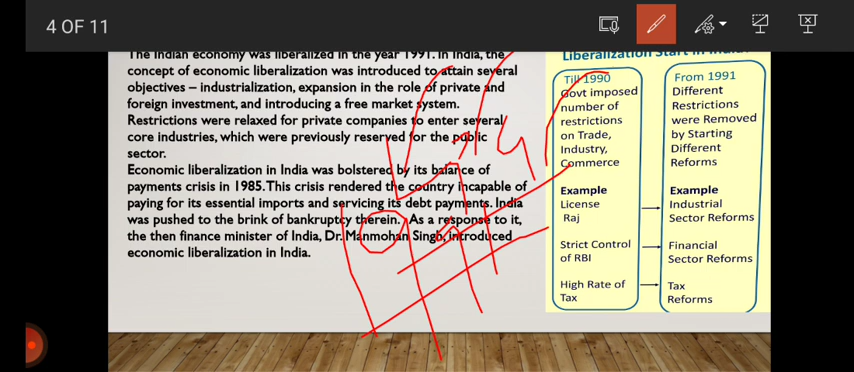 4 OF 11
The Indian economy was liberalized in the year 1991. In India, the
concept of economic liberalization was introduced to attain several
objectives – industrialization, expansion in the role of private and
foreign investment, and introducing a free market system.
Restrictions were relaxed for private companies to enter several
core industries, which were previously reserved for the public
sector.
Economic liberalization in India was bolstered by its balance of
payments crisis in 1985. This crisis rendered the country incapable of
paying for its essential imports and servicing its debt payments. India
was pushed to the brink of bankruptcy therein. As a response to it,
the then finance minister of India, Dr. Manmohan Singh, introduced
economic liberalization in India.
Liberalization Start in India
Till 1990
Govt imposed
number of
restrictions
on Trade,
Industry,
Commerce
Example
License
Raj
Strict Control
of RBI
High Rate of
Tax
From 1991
Different
Restrictions
were Removed
by Starting
Different
Reforms
Example
Industrial
Sector Reforms
Financial
Sector Reforms
Tax
Reforms